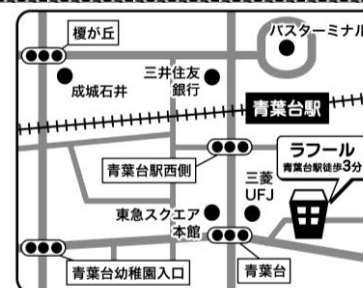 榎が丘
バスターミナル
成城石井
三井住友
銀行
青葉台駅
ラフール
青葉台駅徒歩3分
青葉台駅西側
三菱
UFJ
東急スクエア
本館
青葉台幼稚園入口
青葉台